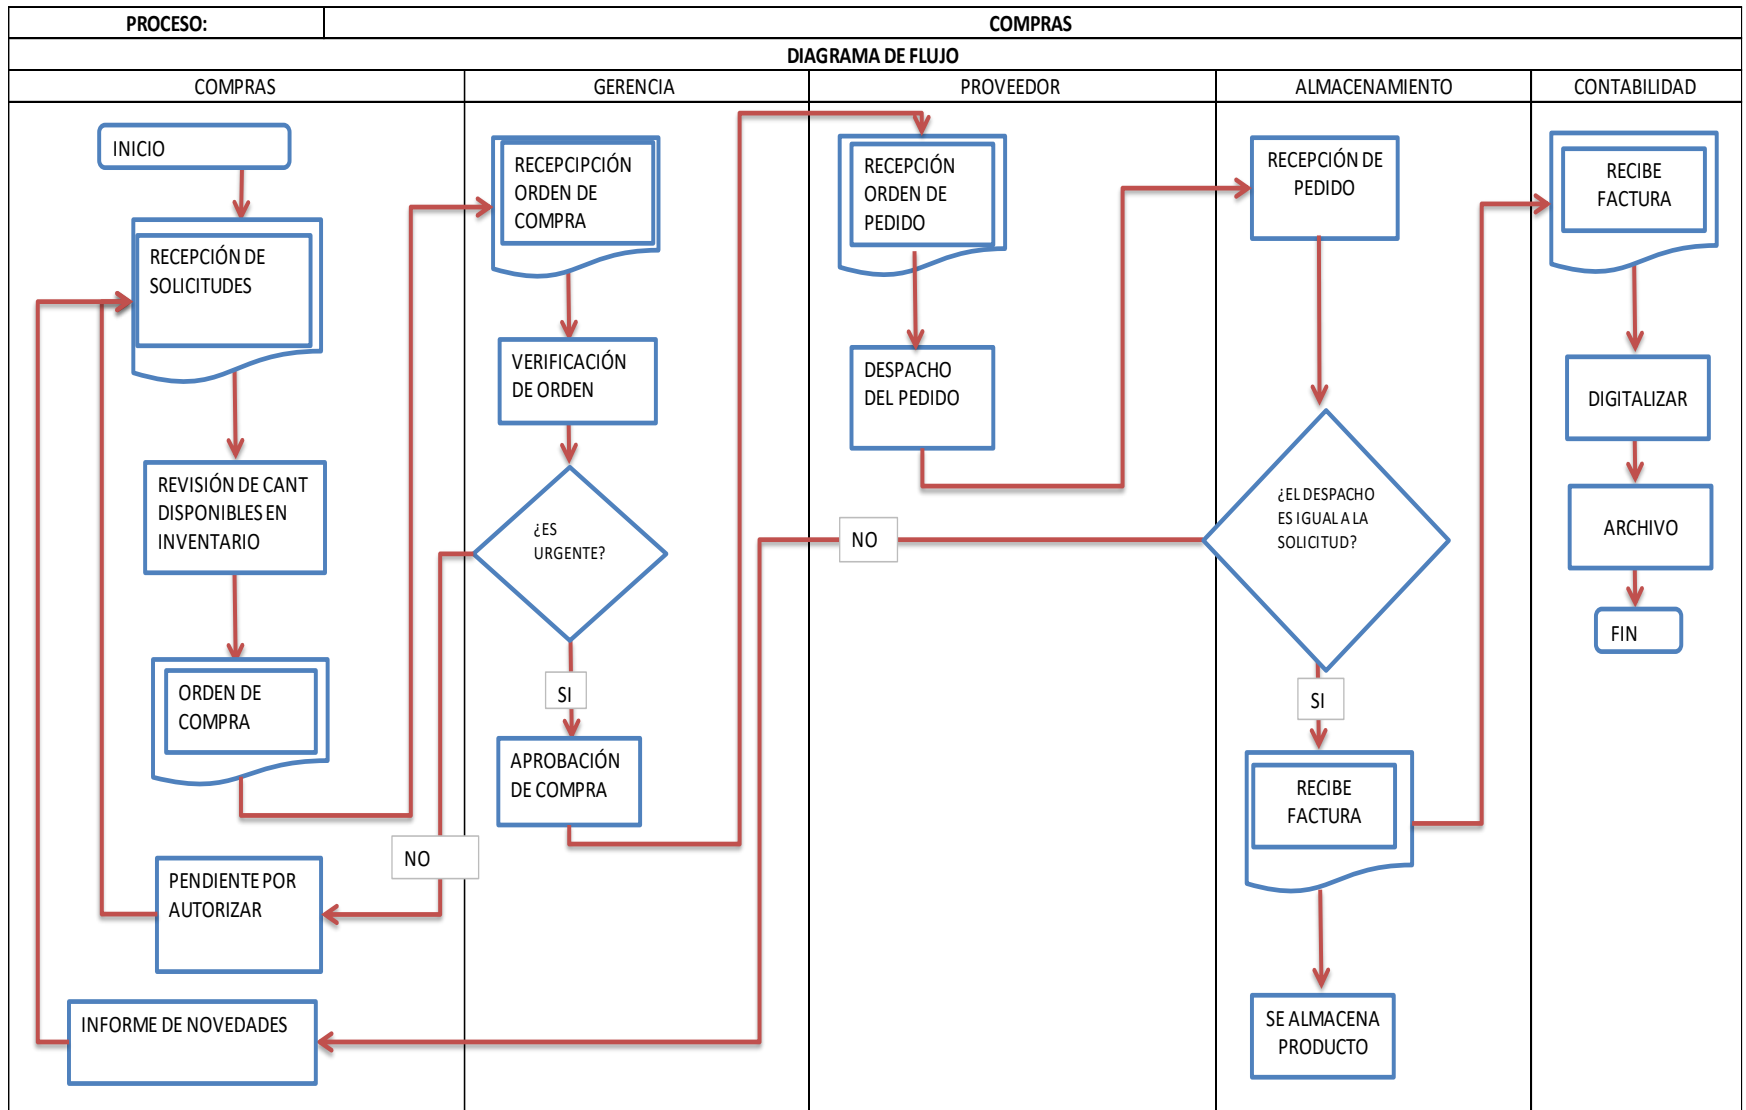 PROCESO:
COMPRAS
DIAGRAMA DE FLUJO
COMPRAS
GERENCIA
PROVEEDOR
ALMACENAMIENTO
CONTABILIDAD
INICIO
RECEPCIÓN DE
SOLICITUDES
REVISIÓN DE CANT
DISPONIBLES EN
INVENTARIO
ORDEN DE
COMPRA
PENDIENTE POR
AUTORIZAR
INFORME DE NOVEDADES
RECEPCIPCIÓN
ORDEN DE
COMPRA
VERIFICACIÓN
DE ORDEN
¿ES
URGENTE?
SI
NO
APROBACIÓN
DE COMPRA
RECEPCIÓN
ORDEN DE
PEDIDO
DESPACHO
DEL PEDIDO
NO
RECEPCIÓN DE
PEDIDO
¿EL DESPACHO
ES IGUAL A LA
SOLICITUD?
SI
RECIBE
FACTURA
SE ALMACENA
PRODUCTO
RECIBE
FACTURA
DIGITALIZAR
ARCHIVO
FIN